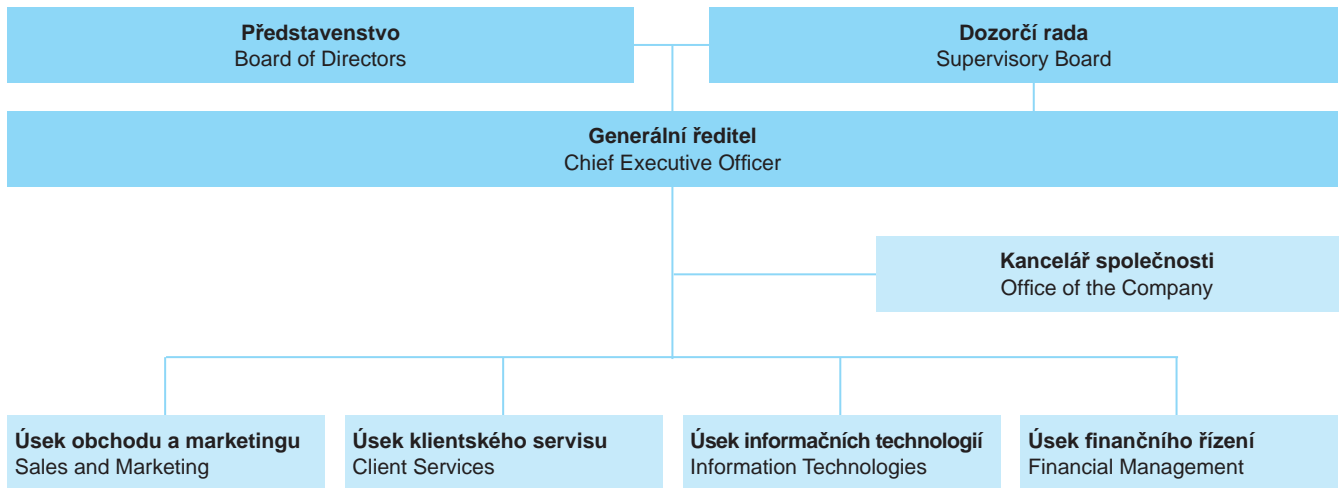 Představenstvo
Board of Directors
Dozorčí rada
Supervisory Board
Generální ředitel
Chief Executive Officer
Kancelář společnosti
Office of the Company
Úsek obchodu a marketingu
Sales and Marketing
Úsek klientského servisu
Client Services
Úsek informačních technologií
Information Technologies
Úsek finančního řízení
Financial Management